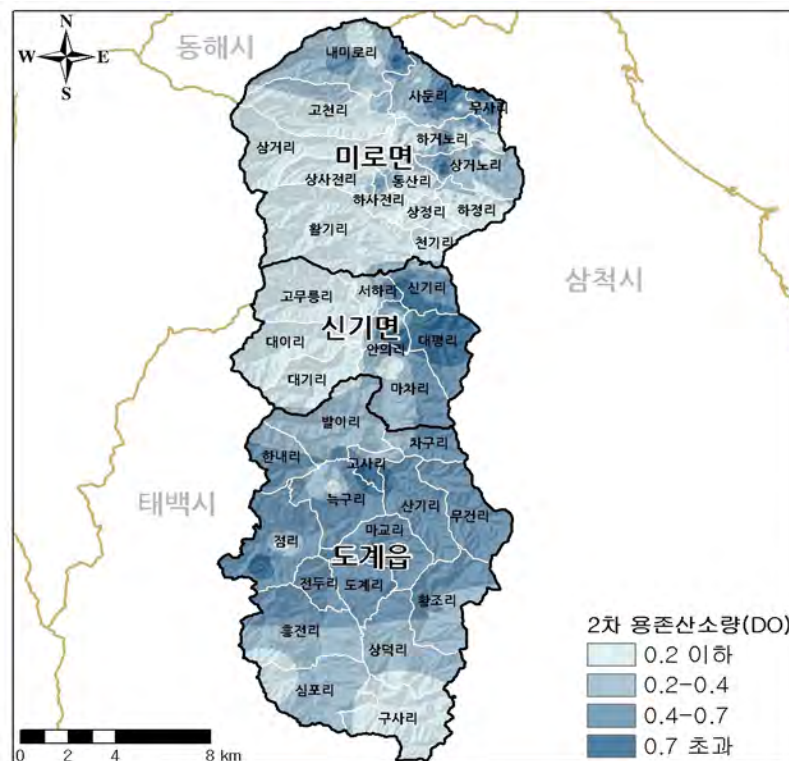 N
W E
S
동해시
내미로리
사둔리
무사리
고천리
하거노리
삼거리
미로면
상거노리
상사전리
동산리
하사전리
상정리
하정리
활기리
천기리
삼척시
고무릉리
서하리
신기리
신기면
대이리
안의리
대평리
대기리
마차리
발이리
차구리
한내리
고사리
태백시
늑구리
산기리
무건리
점리
마교리
도계읍
전두리
도계리
황조리
흥전리
상덕리
심포리
구사리
2차 용존산소량(DO)
0.2 이하
0.2-0.4
0.4-0.7
0.7 초과
0 2 4 8 km